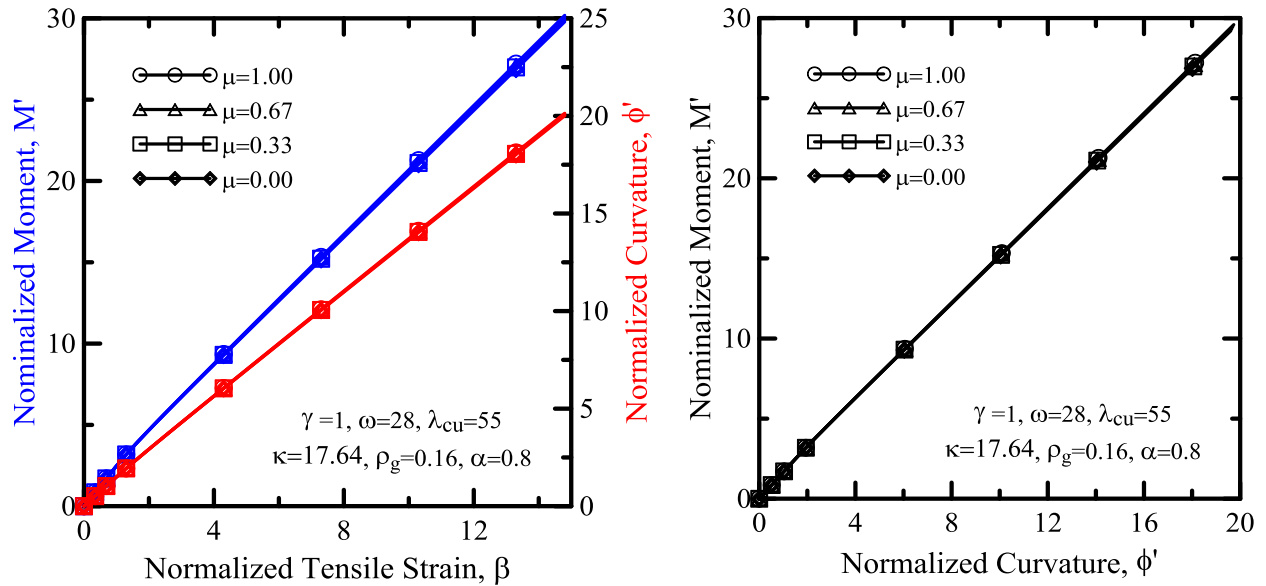 30
20
10
0
Nominalized Moment, M'
μ=1.00
μ=0.67
μ=0.33
μ=0.00
γ=1, ω=28, λcu=55
κ=17.64, ρg=0.16, α=0.8
25
20
15
10
5
0
Normalized Curvature, ϕ'
0 4 8 12
Normalized Tensile Strain, β
30
20
10
0
Nominalized Moment, M'
μ=1.00
μ=0.67
μ=0.33
μ=0.00
γ=1, ω=28, λcu=55
κ=17.64, ρg=0.16, α=0.8
0 4 8 12 16 20
Normalized Curvature, ϕ'